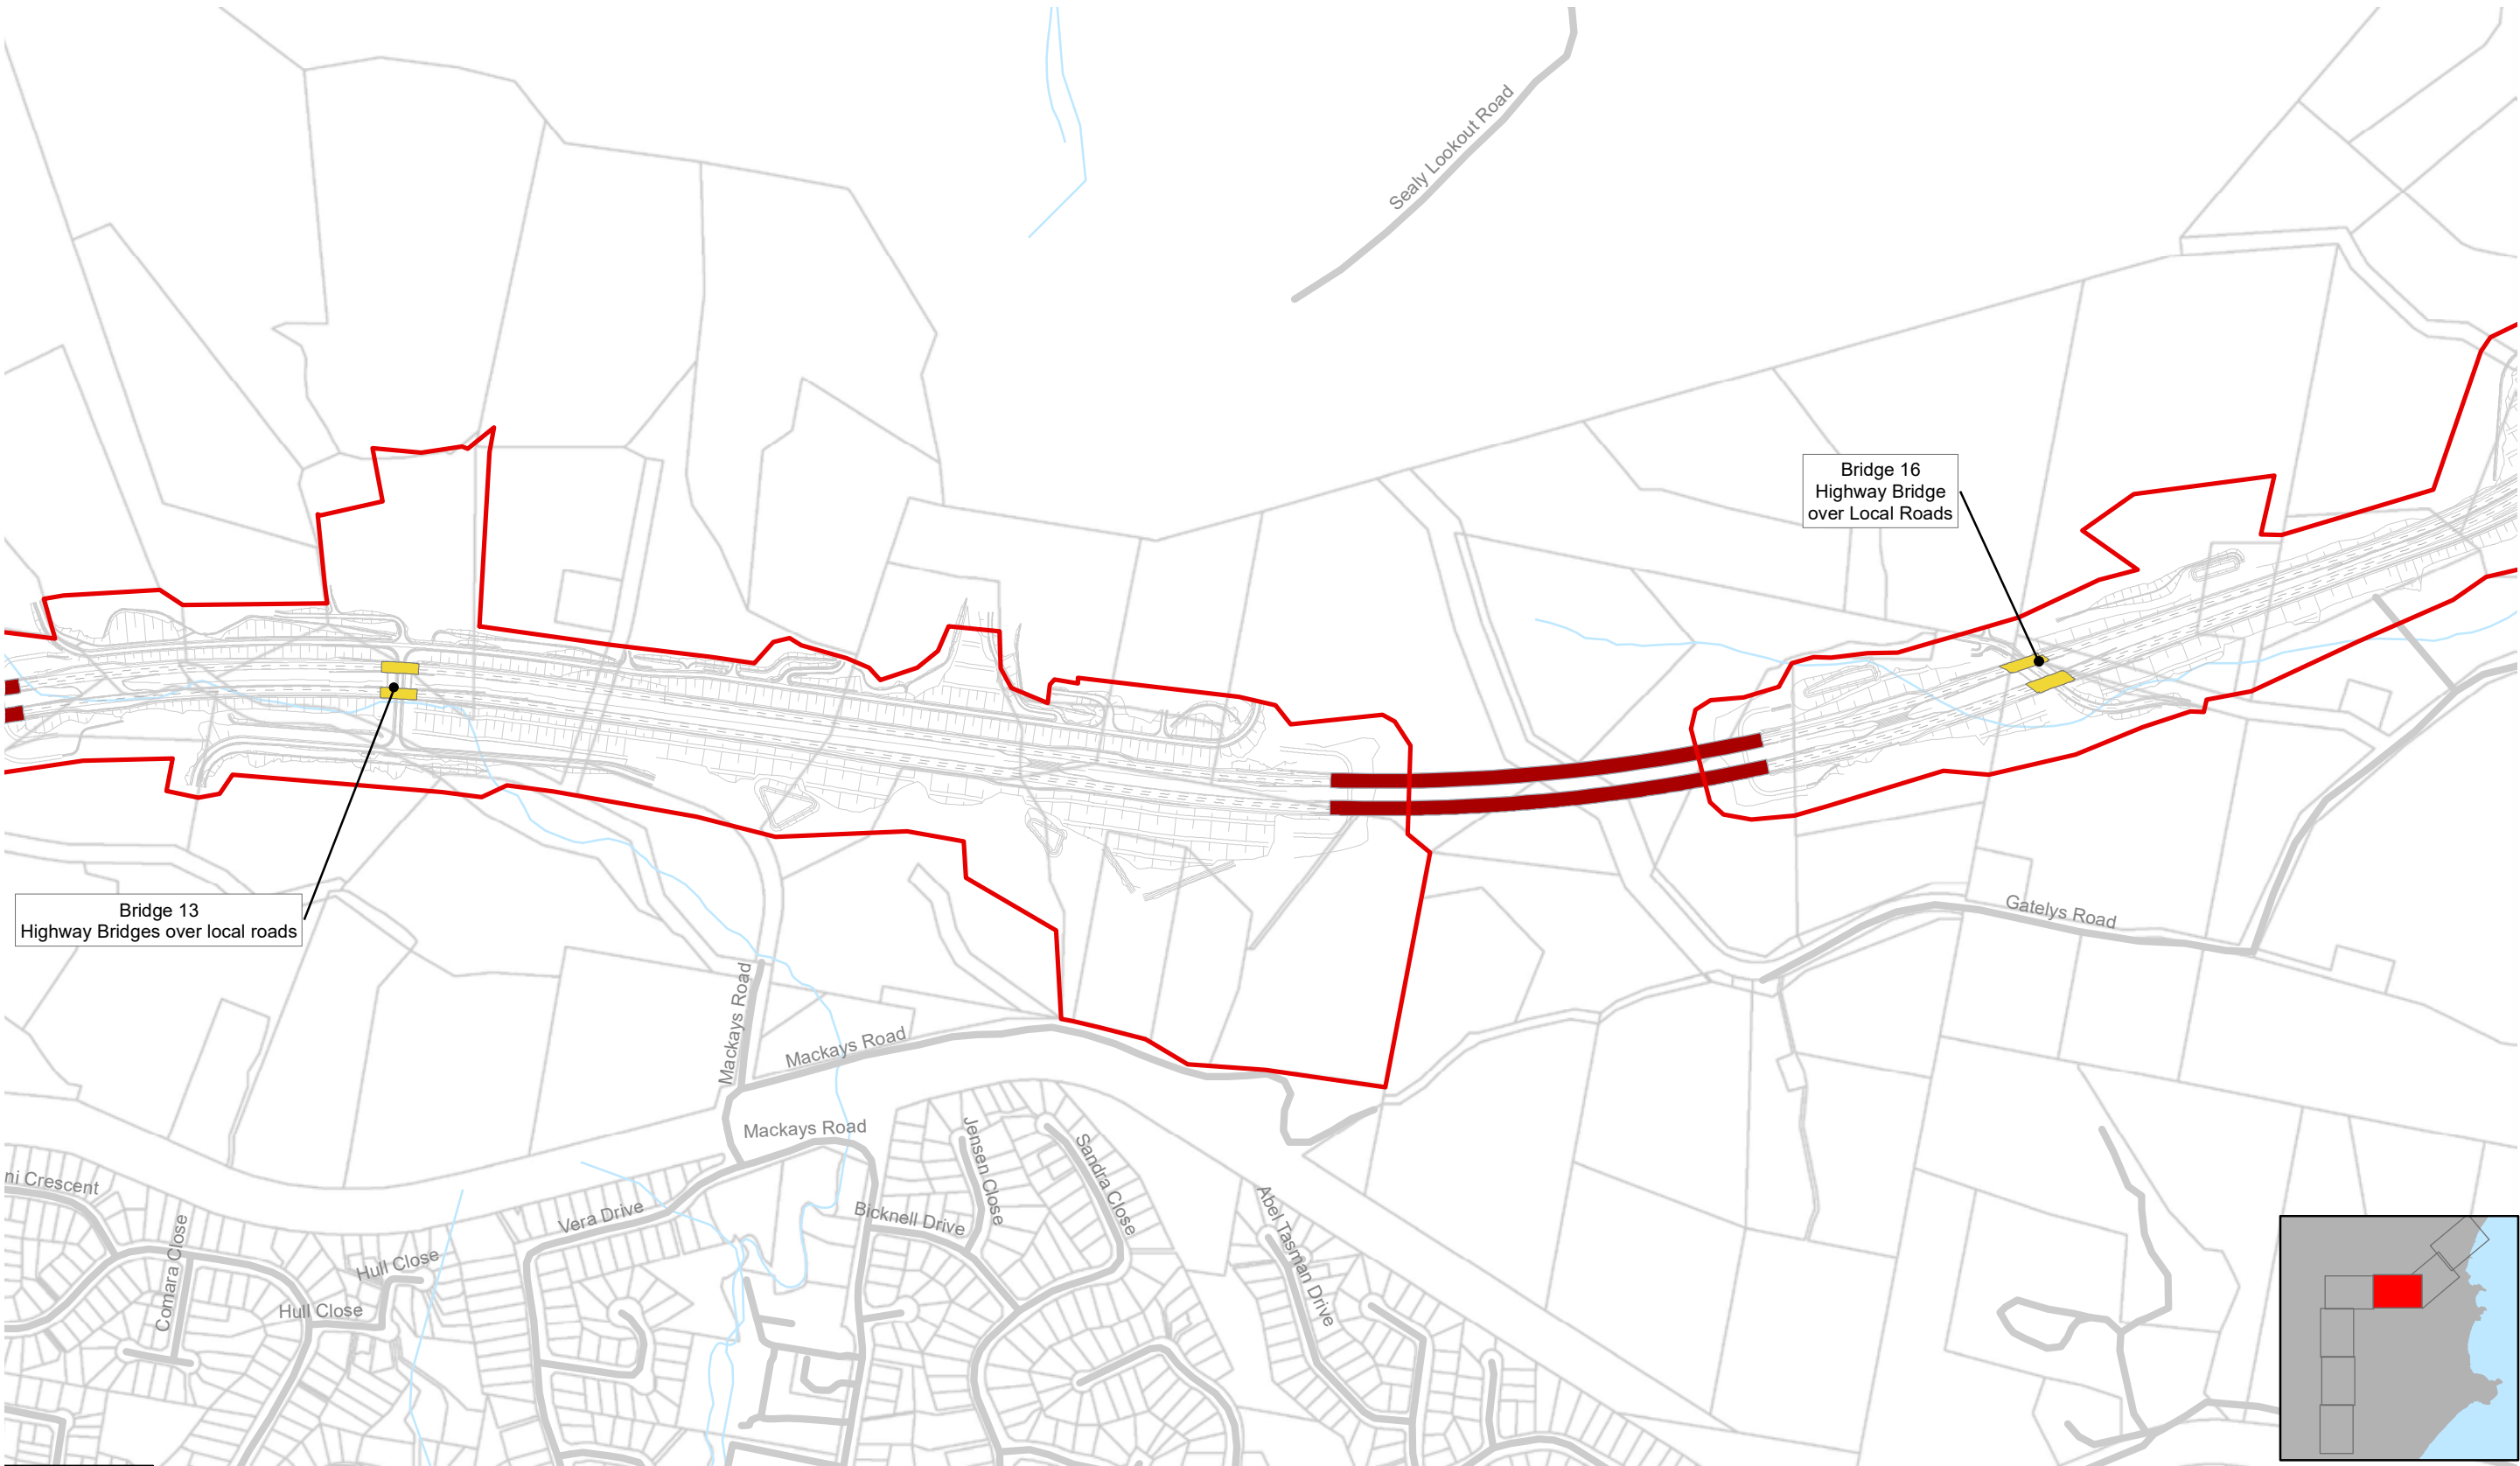 Sealy Lookout Road
Bridge 16
Highway Bridge
over Local Roads
Bridge 13
Highway Bridges over local roads
Gatelys Road
Mackays Road
Mackays Road
Mackays Road
Jensen Close
Sandra Close
ni Crescent
Vera Drive
Bicknell Drive
Abel Tasman Drive
Comara Close
Hull Close
Hull Close